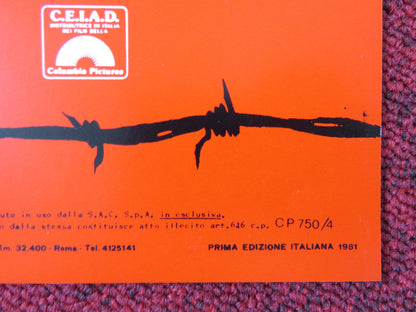 C.E.I.A.D.
DISTRIBUTRICE IN ITALIA
DEI FILM DELLA
Columbia Pictures
uto in uso dalla S.A.C. S.p.A. in esclusiva.
n dalla stessa costituisce atto illecito art.646 c.p. CP 750/4
Km. 32,400 - Roma - Tel. 4125141
PRIMA EDIZIONE ITALIANA 1981